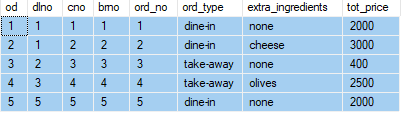 od dlno cno brno ord_no ord_type extra_ingredients tot_price
1 1 1 1 1 dine-in none 2000
2 1 2 2 2 dine-in cheese 3000
3 2 3 3 3 take-away none 400
4 3 4 4 4 take-away olives 2500
5 5 5 5 5 dine-in none 2000